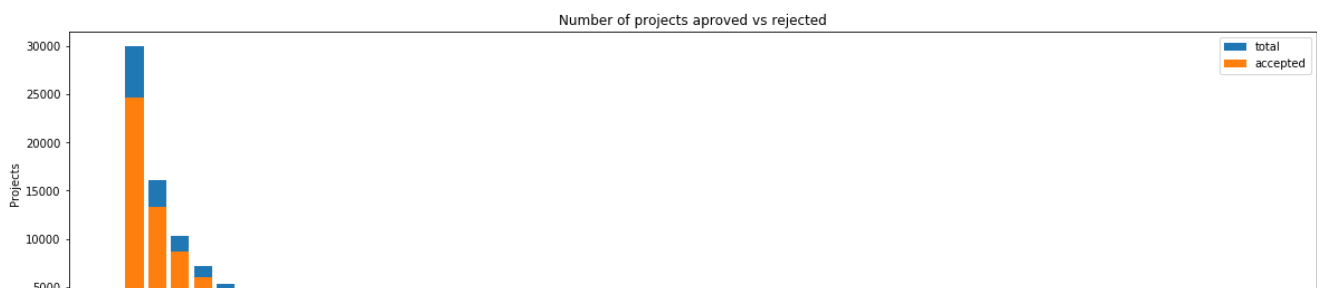 Number of projects aproved vs rejected
total
accepted
30000
25000
20000
15000
10000
5000
Projects